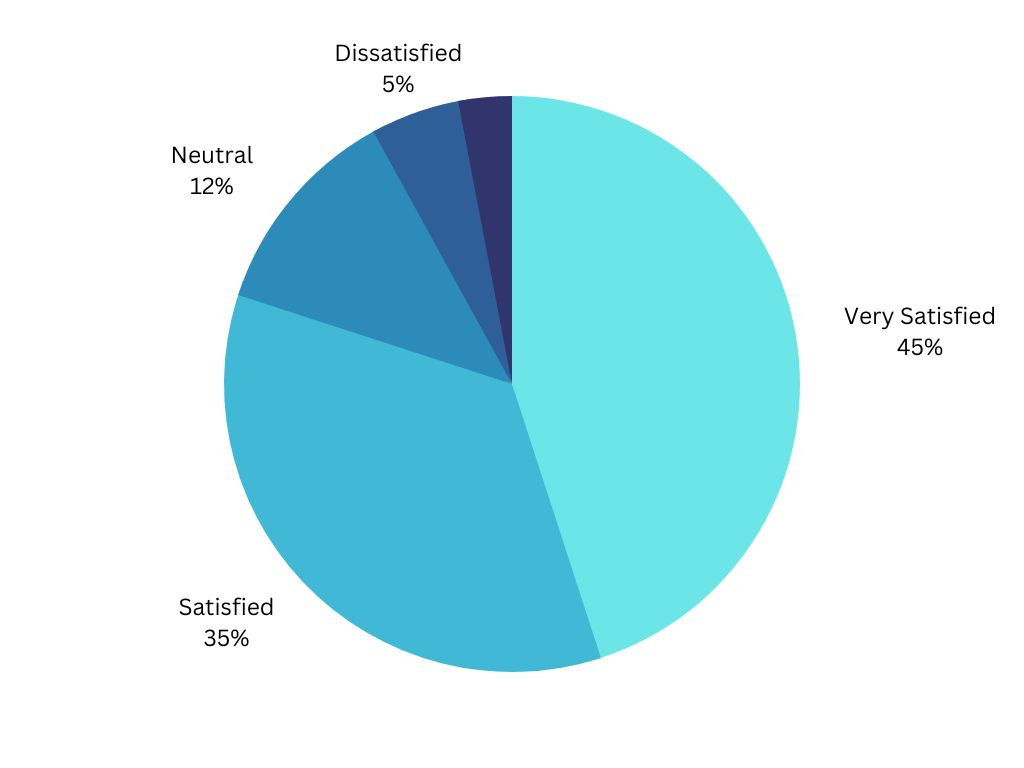 Dissatisfied
5%
Neutral
12%
Very Satisfied
45%
Satisfied
35%